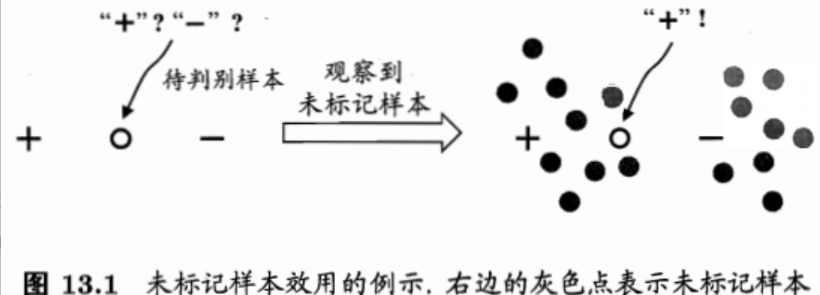 “+”? “−” ?
待判别样本
+
−
观察到
未标记样本
“+”!
+
−
图 13.1 未标记样本效用的例示. 右边的灰色点表示未标记样本